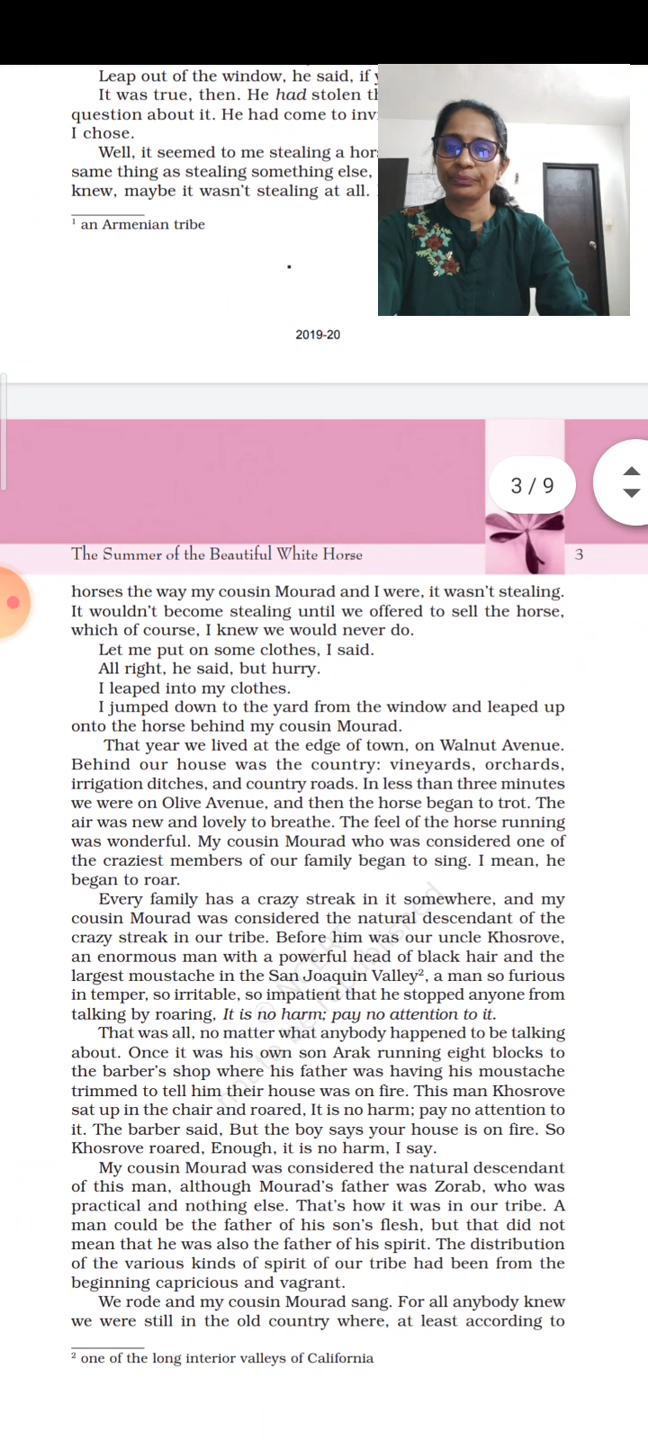 Leap out of the window, he said, if
It was true, then. He had stolen
question about it. He had come to
I chose.
Well, it seemed to me stealing a
same thing as stealing something else,
knew, maybe it wasn't stealing at all.
1 an Armenian tribe
2019-20
3 / 9
The Summer of the Beautiful White Horse 3
horses the way my cousin Mourad and I were, it wasn't stealing.
It wouldn't become stealing until we offered to sell the horse,
which of course, I knew we would never do.
Let me put on some clothes, I said.
All right, he said, but hurry.
I leaped into my clothes.
I jumped down to the yard from the window and leaped up
onto the horse behind my cousin Mourad.
That year we lived at the edge of town, on Walnut Avenue.
Behind our house was the country: vineyards, orchards,
irrigation ditches, and country roads. In less than three minutes
we were on Olive Avenue, and then the horse began to trot. The
air was new and lovely to breathe. The feel of the horse running
was wonderful. My cousin Mourad who was considered one of
the craziest members of our family began to sing. I mean, he
began to roar.
Every family has a crazy streak in it somewhere, and my
cousin Mourad was considered the natural descendant of the
crazy streak in our tribe. Before him was our uncle Khosrove,
an enormous man with a powerful head of black hair and the
largest moustache in the San Joaquin Valley2, a man so furious
in temper, so irritable, so impatient that he stopped anyone from
talking by roaring, It is no harm; pay no attention to it.
That was all, no matter what anybody happened to be talking
about. Once it was his own son Arak running eight blocks to
the barber's shop where his father was having his moustache
trimmed to tell him their house was on fire. This man Khosrove
sat up in the chair and roared, It is no harm; pay no attention to
it. The barber said, But the boy says your house is on fire. So
Khosrove roared, Enough, it is no harm, I say.
My cousin Mourad was considered the natural descendant
of this man, although Mourad's father was Zorab, who was
practical and nothing else. That's how it was in our tribe. A
man could be the father of his son's flesh, but that did not
mean that he was also the father of his spirit. The distribution
of the various kinds of spirit of our tribe had been from the
beginning capricious and vagrant.
We rode and my cousin Mourad sang. For all anybody knew
we were still in the old country where, at least according to
2 one of the long interior valleys of California